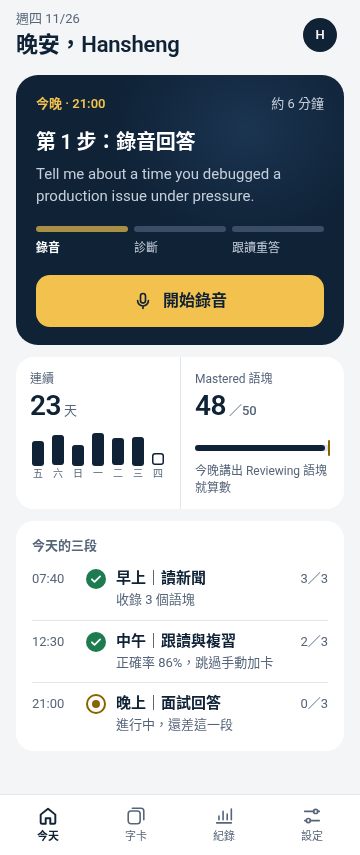 週四 11/26
晚安，Hansheng
H
今晚 · 21:00
約 6 分鐘
第 1 步：錄音回答
Tell me about a time you debugged a
production issue under pressure.
錄音
診斷
跟讀重答
開始錄音
連續
23 天
五 六 日 一 二 三 四
Mastered 語塊
48 ／50
今晚講出 Reviewing 語塊
就算數
今天的三段
07:40
早上｜讀新聞
3／3
收錄 3 個語塊
12:30
中午｜跟讀與複習
2／3
正確率 86%，跳過手動加卡
21:00
晚上｜面試回答
0／3
進行中，還差這一段
今天
字卡
紀錄
設定